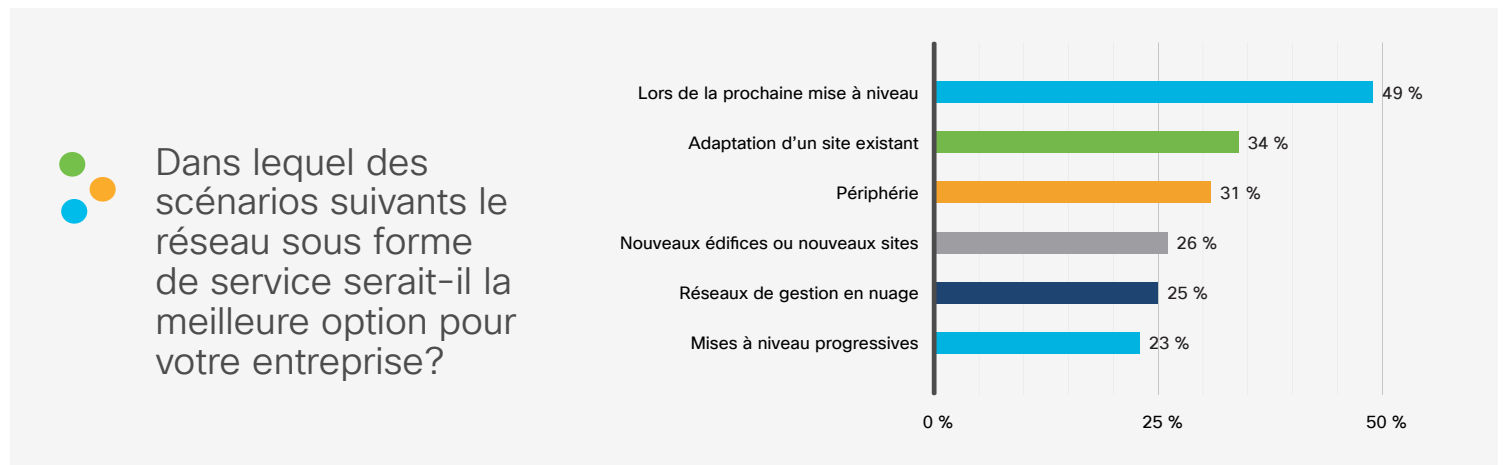 Dans lequel des
scénarios suivants le
réseau sous forme
de service serait-il la
meilleure option pour
votre entreprise?
Lors de la prochaine mise à niveau 49 %
Adaptation d’un site existant 34 %
Périphérie 31 %
Nouveaux édifices ou nouveaux sites 26 %
Réseaux de gestion en nuage 25 %
Mises à niveau progressives 23 %
0 % 25 % 50 %